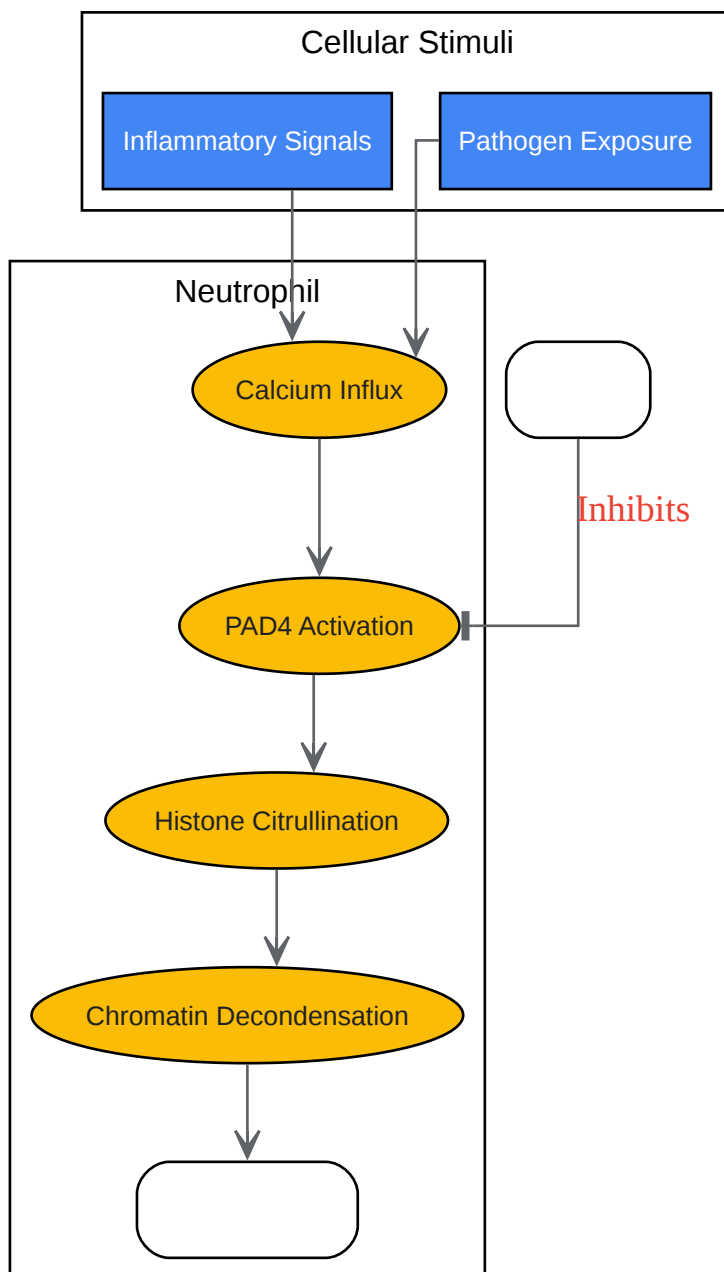 Cellular Stimuli
Inflammatory Signals
Pathogen Exposure
Neutrophil
Calcium Influx
Inhibits
PAD4 Activation
Histone Citrullination
Chromatin Decondensation